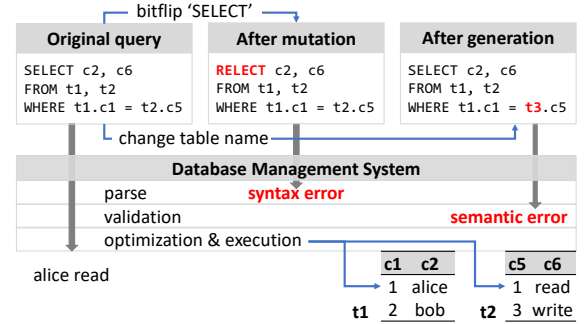 bitflip ‘SELECT’
Original query
SELECT c2, c6
FROM t1, t2
WHERE t1.c1 = t2.c5
After mutation
RELECT c2, c6
FROM t1, t2
WHERE t1.c1 = t2.c5
After generation
SELECT c2, c6
FROM t1, t2
WHERE t1.c1 = t3.c5
change table name
Database Management System
parse syntax error
validation semantic error
optimization & execution
alice read
t1
c1 c2
1 alice
2 bob
t2
c5 c6
1 read
3 write